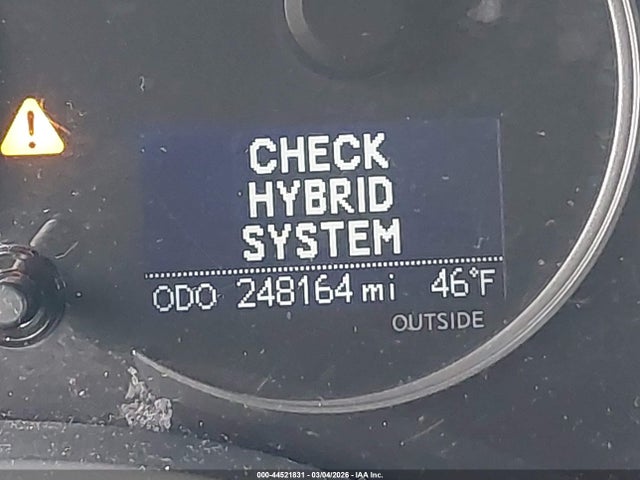 CHECK
HYBRID
SYSTEM
ODO 248164 mi 46°F
OUTSIDE
000-44521831 - 03/04/2026 - IAA Inc.